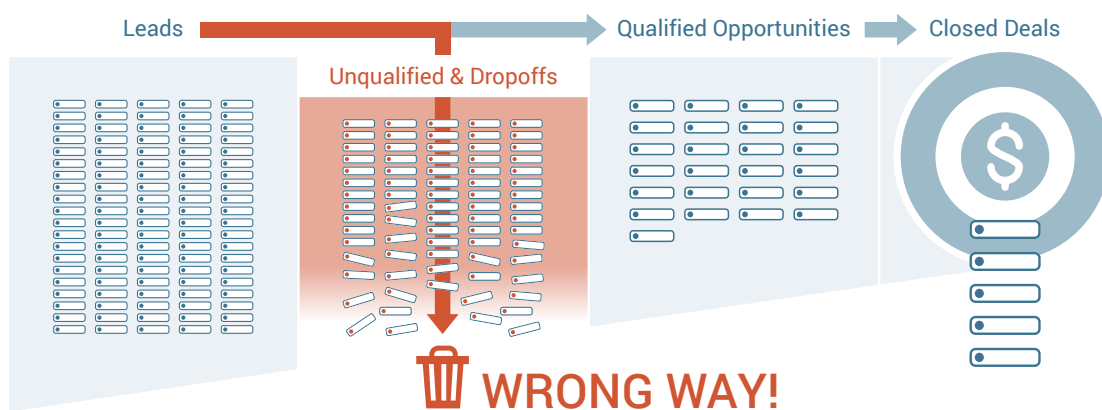 Leads
Qualified Opportunities
Closed Deals
Unqualified & Dropoffs
$
WRONG WAY!